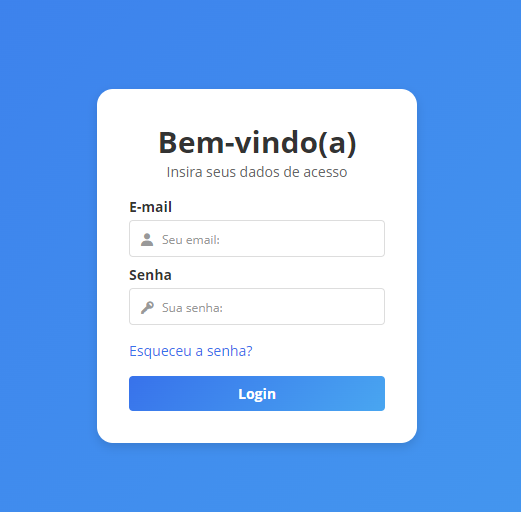 Bem-vindo(a)
Insira seus dados de acesso
E-mail
Seu email:
Senha
Sua senha:
Esqueceu a senha?
Login